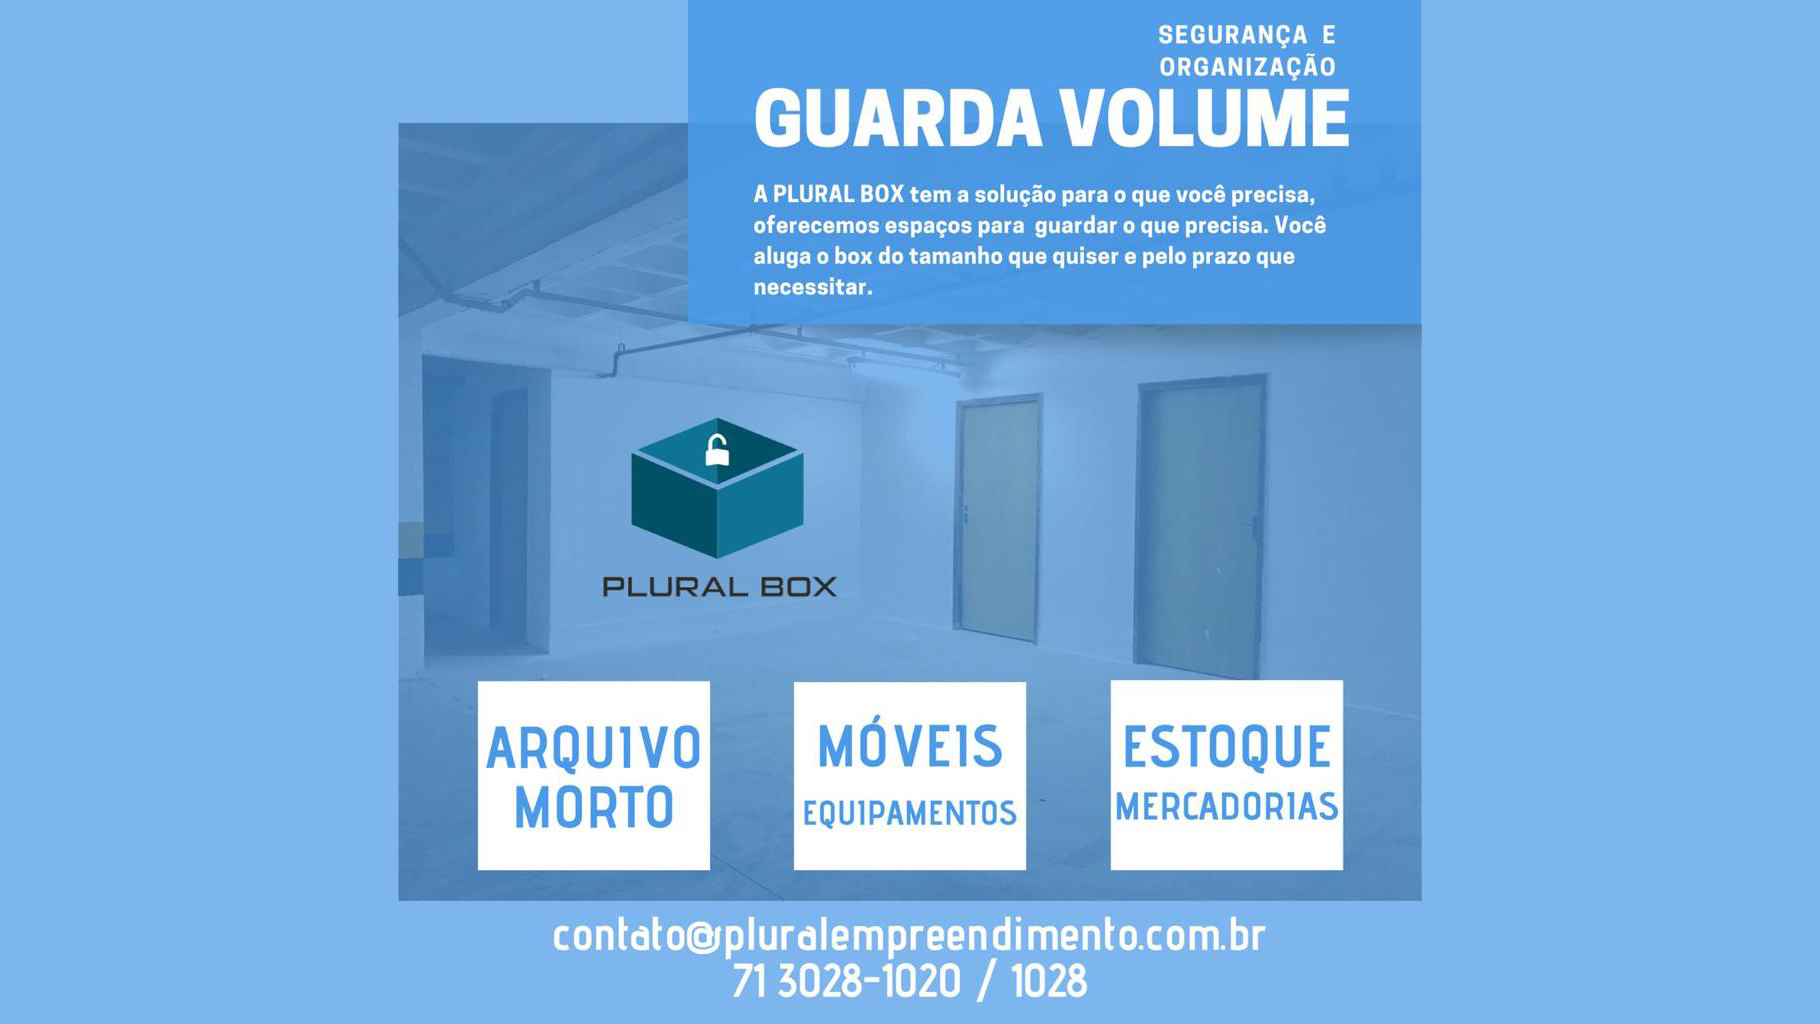 SEGURANÇA E
ORGANIZAÇÃO
GUARDA VOLUME
A PLURAL BOX tem a solução para o que você precisa,
oferecemos espaços para guardar o que precisa. Você
aluga o box do tamanho que quiser e pelo prazo que
necessitar.
PLURAL BOX
ARQUIVO
MORTO
MÓVEIS
EQUIPAMENTOS
ESTOQUE
MERCADORIAS
contato@pluralempreendimento.com.br
71 3028-1020 / 1028